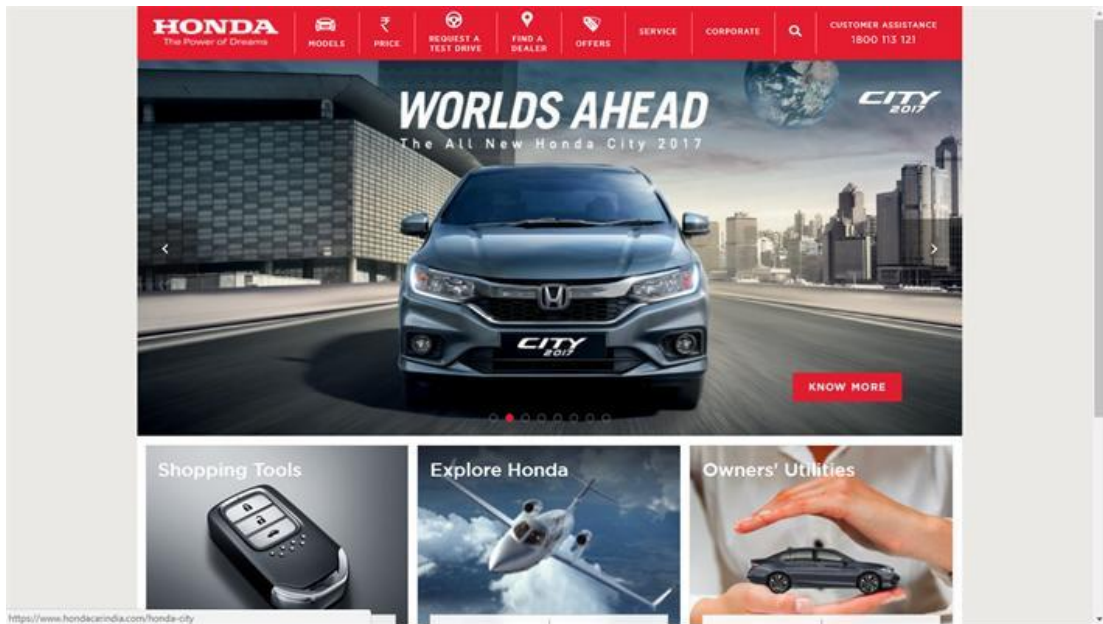 HONDA
The Power of Dreams
MODELS
PRICE
REQUEST A
TEST DRIVE
FIND A
DEALER
OFFERS
SERVICE
CORPORATE
CUSTOMER ASSISTANCE
1800 113 121
WORLDS AHEAD
The All New Honda City 2017
CITY
2017
CITY
2017
KNOW MORE
Shopping Tools
Explore Honda
Owners' Utilities
https://www.hondacarindia.com/honda-city